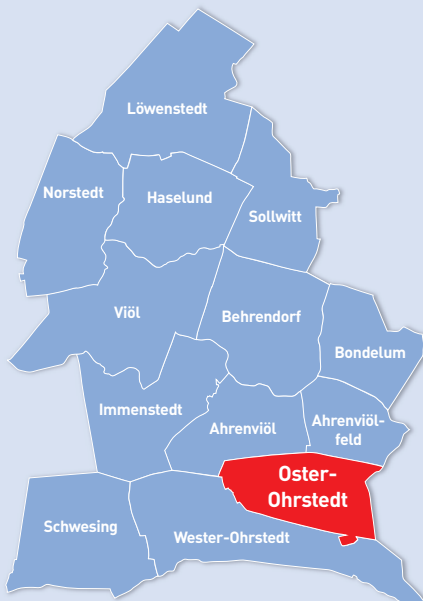 Löwenstedt
Norstedt
Haselund
Sollwitt
Viöl
Behrendorf
Bondelum
Immenstedt
Ahrenviöl
Ahrenviöl-
feld
Oster-
Ohrstedt
Schwesing
Wester-Ohrstedt